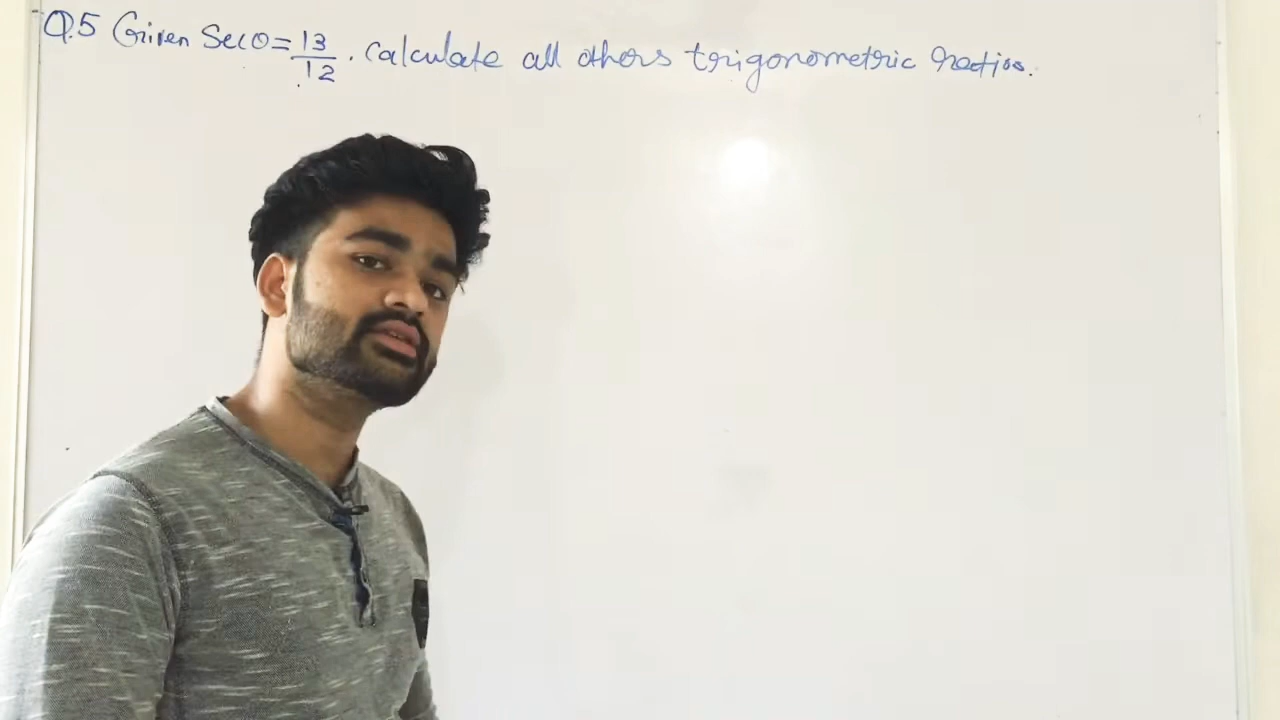 Q.5 Given Secθ = 13/12 . Calculate all others trigonometric ratios.